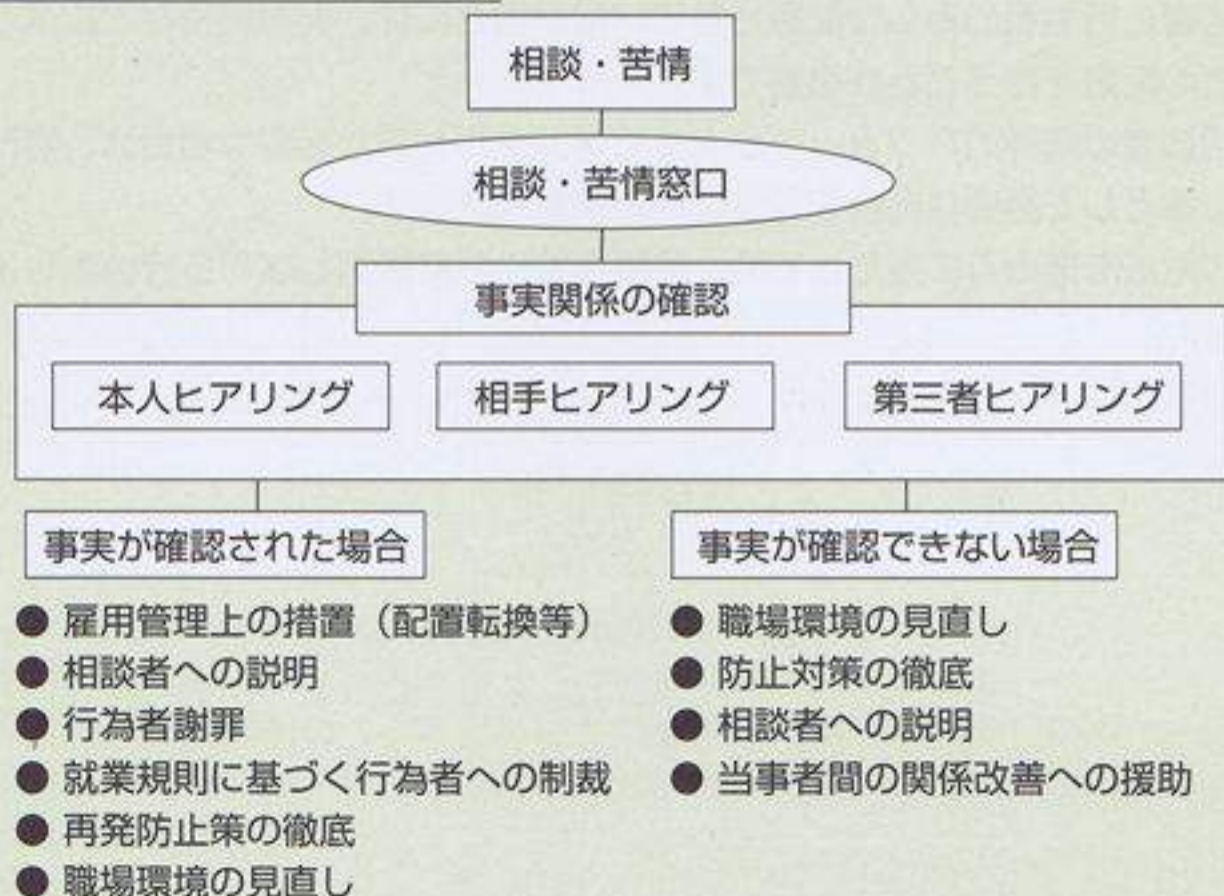 相談・苦情
相談・苦情窓口
事実関係の確認
本人ヒアリング
相手ヒアリング
第三者ヒアリング
事実が確認された場合
● 雇用管理上の措置（配置転換等）
● 相談者への説明
● 行為者謝罪
● 就業規則に基づく行為者への制裁
● 再発防止策の徹底
● 職場環境の見直し
事実が確認できない場合
● 職場環境の見直し
● 防止対策の徹底
● 相談者への説明
● 当事者間の関係改善への援助